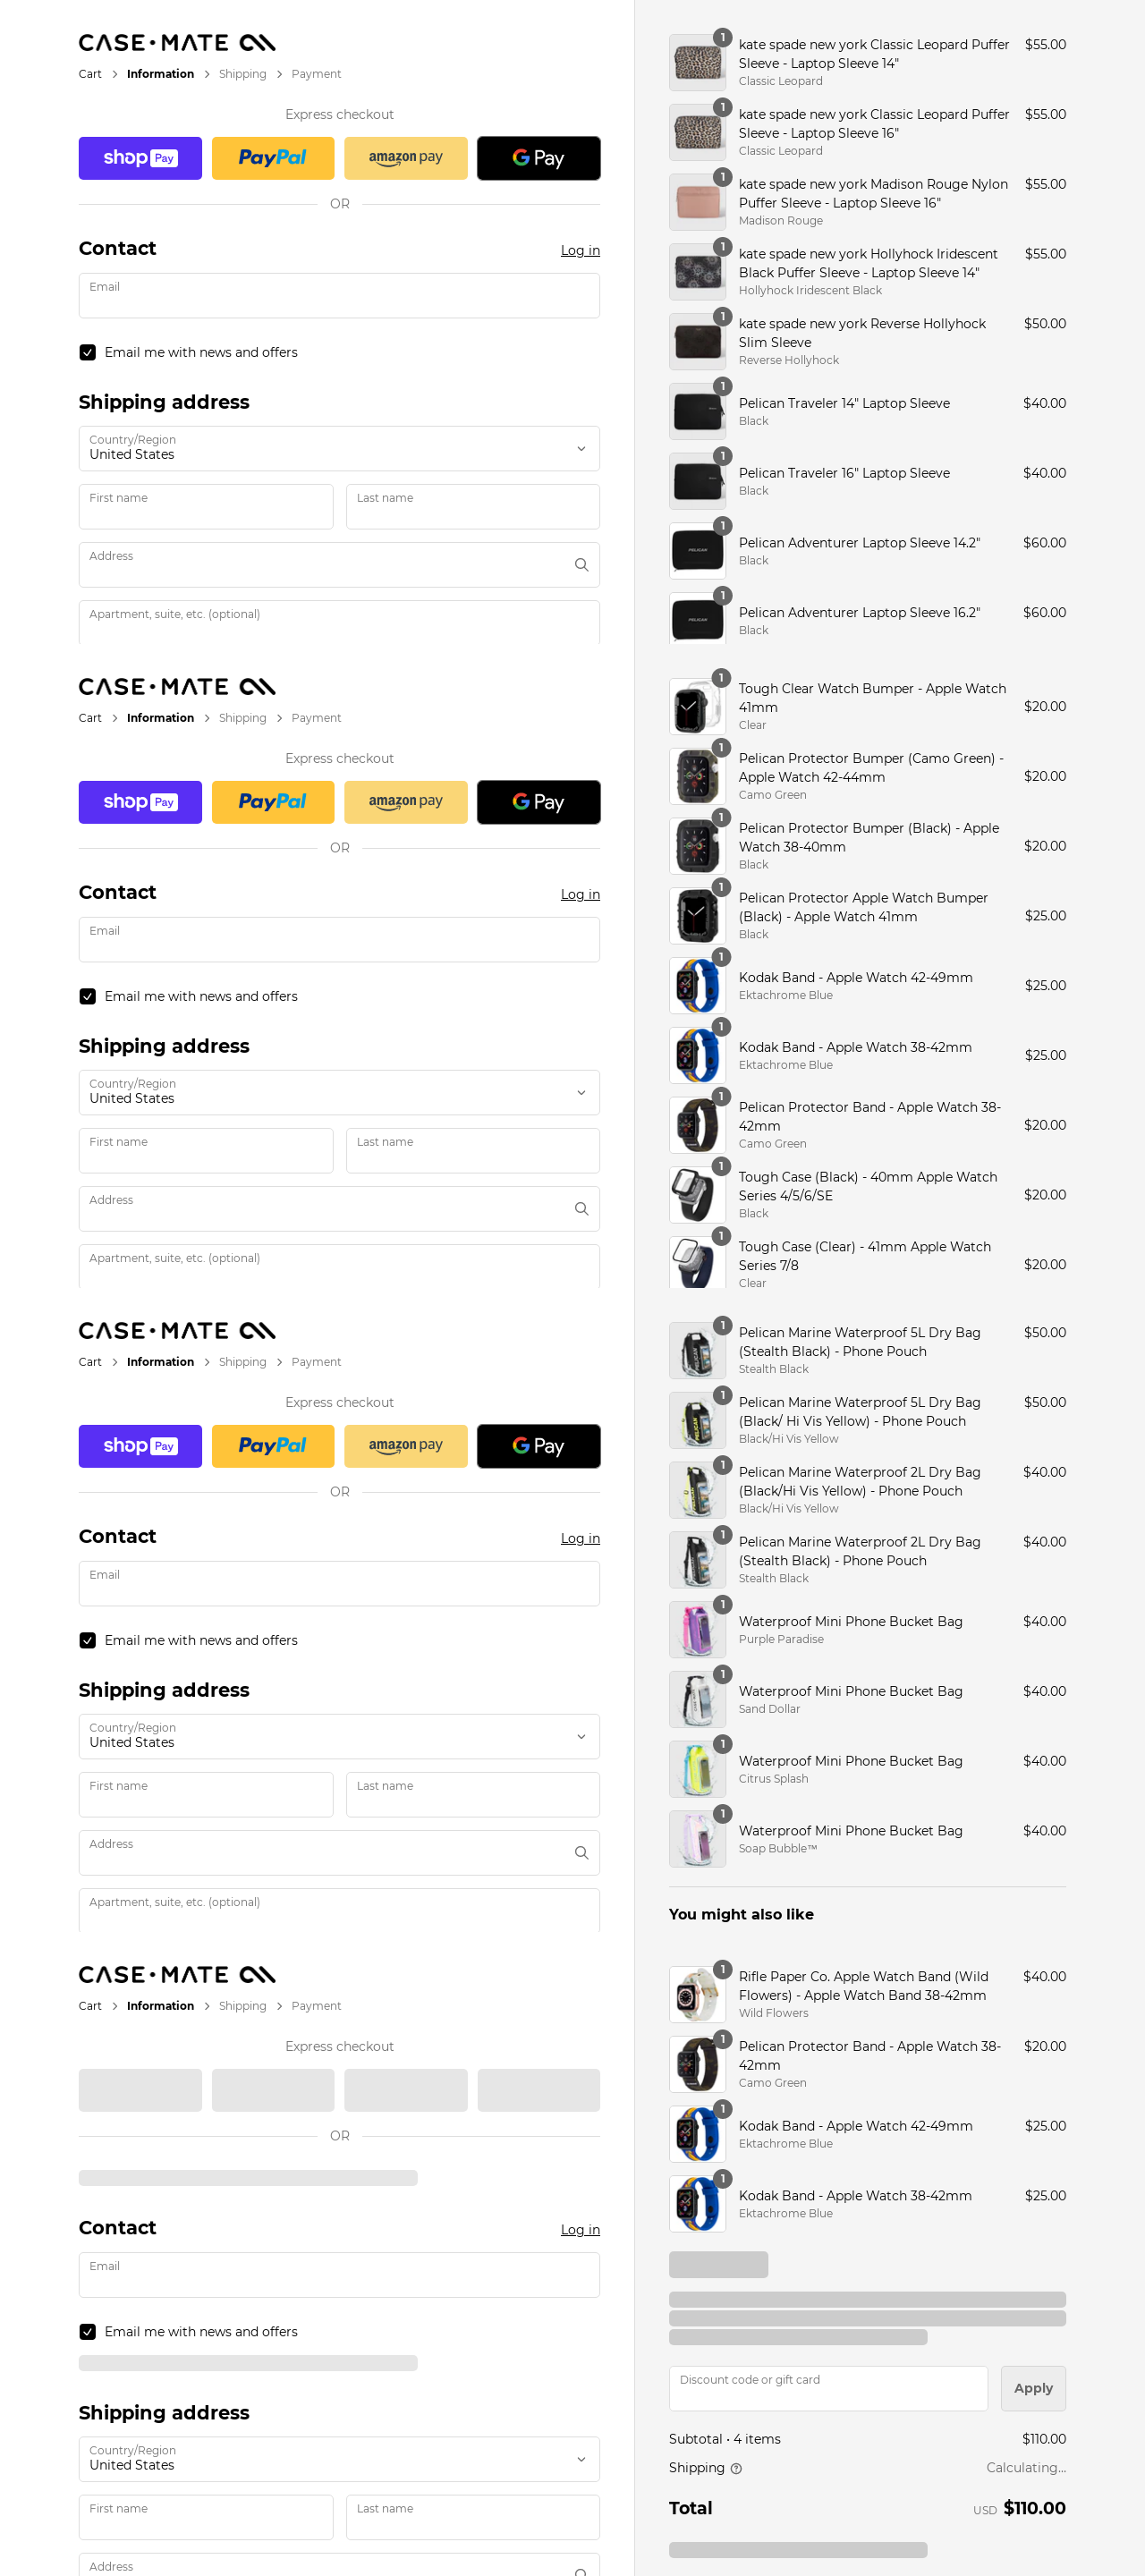 CASE·MATE
Cart > Information > Shipping > Payment
Express checkout
shop Pay
PayPal
amazon pay
G Pay
OR
Contact
Log in
Email
Email me with news and offers
Shipping address
Country/Region
United States
First name
Last name
Address
Apartment, suite, etc. (optional)
1
kate spade new york Classic Leopard Puffer
Sleeve - Laptop Sleeve 14"
Classic Leopard
$55.00
1
kate spade new york Classic Leopard Puffer
Sleeve - Laptop Sleeve 16"
Classic Leopard
$55.00
1
kate spade new york Madison Rouge Nylon
Puffer Sleeve - Laptop Sleeve 16"
Madison Rouge
$55.00
1
kate spade new york Hollyhock Iridescent
Black Puffer Sleeve - Laptop Sleeve 14"
Hollyhock Iridescent Black
$55.00
1
kate spade new york Reverse Hollyhock
Slim Sleeve
Reverse Hollyhock
$50.00
1
Pelican Traveler 14" Laptop Sleeve
Black
$40.00
1
Pelican Traveler 16" Laptop Sleeve
Black
$40.00
1
PELICAN
Pelican Adventurer Laptop Sleeve 14.2"
Black
$60.00
1
PELICAN
Pelican Adventurer Laptop Sleeve 16.2"
Black
$60.00
CASE·MATE
Cart > Information > Shipping > Payment
Express checkout
shop Pay
PayPal
amazon pay
G Pay
OR
Contact
Log in
Email
Email me with news and offers
Shipping address
Country/Region
United States
First name
Last name
Address
Apartment, suite, etc. (optional)
1
Tough Clear Watch Bumper - Apple Watch
41mm
Clear
$20.00
1
Pelican Protector Bumper (Camo Green) -
Apple Watch 42-44mm
Camo Green
$20.00
1
Pelican Protector Bumper (Black) - Apple
Watch 38-40mm
Black
$20.00
1
Pelican Protector Apple Watch Bumper
(Black) - Apple Watch 41mm
Black
$25.00
1
Kodak Band - Apple Watch 42-49mm
Ektachrome Blue
$25.00
1
Kodak Band - Apple Watch 38-42mm
Ektachrome Blue
$25.00
1
Pelican Protector Band - Apple Watch 38-
42mm
Camo Green
$20.00
1
Tough Case (Black) - 40mm Apple Watch
Series 4/5/6/SE
Black
$20.00
1
Tough Case (Clear) - 41mm Apple Watch
Series 7/8
Clear
$20.00
CASE·MATE
Cart > Information > Shipping > Payment
Express checkout
shop Pay
PayPal
amazon pay
G Pay
OR
Contact
Log in
Email
Email me with news and offers
Shipping address
Country/Region
United States
First name
Last name
Address
Apartment, suite, etc. (optional)
1
Pelican Marine Waterproof 5L Dry Bag
(Stealth Black) - Phone Pouch
Stealth Black
$50.00
1
Pelican Marine Waterproof 5L Dry Bag
(Black/ Hi Vis Yellow) - Phone Pouch
Black/Hi Vis Yellow
$50.00
1
Pelican Marine Waterproof 2L Dry Bag
(Black/Hi Vis Yellow) - Phone Pouch
Black/Hi Vis Yellow
$40.00
1
Pelican Marine Waterproof 2L Dry Bag
(Stealth Black) - Phone Pouch
Stealth Black
$40.00
1
Waterproof Mini Phone Bucket Bag
Purple Paradise
$40.00
1
Waterproof Mini Phone Bucket Bag
Sand Dollar
$40.00
1
Waterproof Mini Phone Bucket Bag
Citrus Splash
$40.00
1
Waterproof Mini Phone Bucket Bag
Soap Bubble™
$40.00
You might also like
CASE·MATE
Cart > Information > Shipping > Payment
Express checkout
OR
Contact
Log in
Email
Email me with news and offers
Shipping address
Country/Region
United States
First name
Last name
Address
1
Rifle Paper Co. Apple Watch Band (Wild
Flowers) - Apple Watch Band 38-42mm
Wild Flowers
$40.00
1
Pelican Protector Band - Apple Watch 38-
42mm
Camo Green
$20.00
1
Kodak Band - Apple Watch 42-49mm
Ektachrome Blue
$25.00
1
Kodak Band - Apple Watch 38-42mm
Ektachrome Blue
$25.00
Discount code or gift card
Apply
Subtotal · 4 items
$110.00
Shipping
Calculating...
Total
USD $110.00